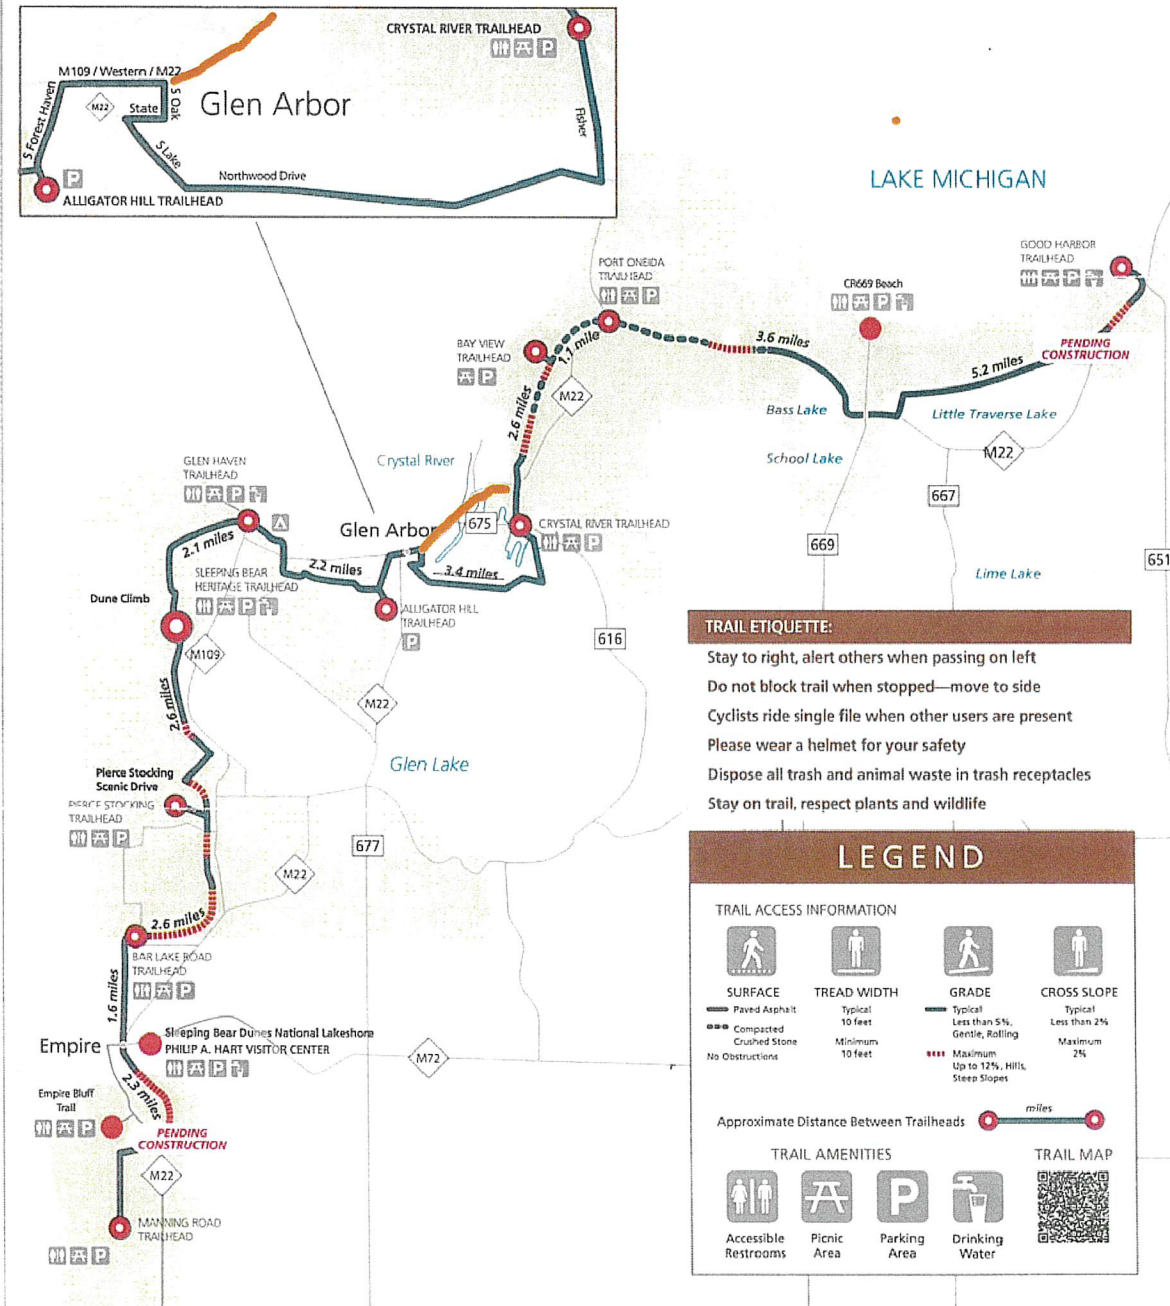 CRYSTAL RIVER TRAILHEAD
P
M109 / Western / M22
S Forest Haven
M22
State
S Oak
Glen Arbor
Fisher
S Lake
Northwood Drive
P
ALLIGATOR HILL TRAILHEAD
LAKE MICHIGAN
GOOD HARBOR
TRAILHEAD
P
PORT ONEIDA
TRAILHEAD
P
CR669 Beach
P
BAY VIEW
TRAILHEAD
P
1.1 mile
3.6 miles
PENDING
CONSTRUCTION
5.2 miles
M22
2.6 miles
Bass Lake
Little Traverse Lake
School Lake
M22
Crystal River
GLEN HAVEN
TRAILHEAD
P
667
Glen Arbor
675
CRYSTAL RIVER TRAILHEAD
P
669
651
2.1 miles
2.2 miles
3.4 miles
SLEEPING BEAR
HERITAGE TRAILHEAD
P
Lime Lake
Dune Climb
ALLIGATOR HILL
TRAILHEAD
P
616
M109
M22
2.6 miles
Glen Lake
Pierce Stocking
Scenic Drive
PIERCE STOCKING
TRAILHEAD
P
677
M22
2.6 miles
BAR LAKE ROAD
TRAILHEAD
P
1.6 miles
Empire
Sleeping Bear Dunes National Lakeshore
PHILIP A. HART VISITOR CENTER
P
M72
2.3 miles
Empire Bluff
Trail
P
PENDING
CONSTRUCTION
M22
MANNING ROAD
TRAILHEAD
P
TRAIL ETIQUETTE:
Stay to right, alert others when passing on left
Do not block trail when stopped—move to side
Cyclists ride single file when other users are present
Please wear a helmet for your safety
Dispose all trash and animal waste in trash receptacles
Stay on trail, respect plants and wildlife
LEGEND
TRAIL ACCESS INFORMATION
SURFACE
Paved Asphalt
Compacted
Crushed Stone
No Obstructions
TREAD WIDTH
Typical
10 feet
Minimum
10 feet
GRADE
Typical
Less than 5%,
Gentle, Rolling
Maximum
Up to 12%, Hills,
Steep Slopes
CROSS SLOPE
Typical
Less than 2%
Maximum
2%
Approximate Distance Between Trailheads
miles
TRAIL AMENITIES
TRAIL MAP
P
Accessible
Restrooms
Picnic
Area
Parking
Area
Drinking
Water